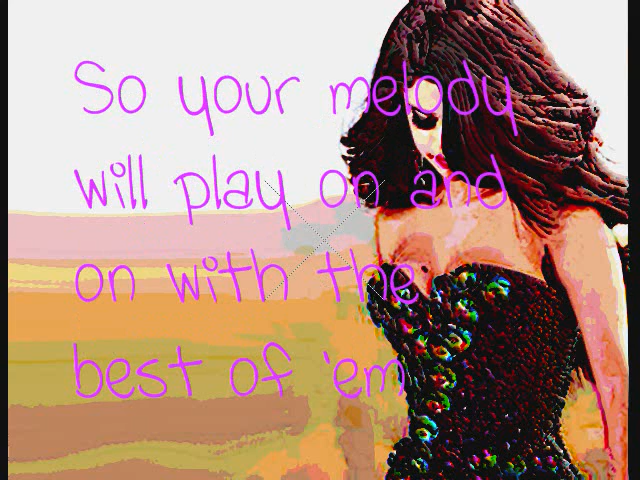 So your melody
will play on and
on with the
best of 'em